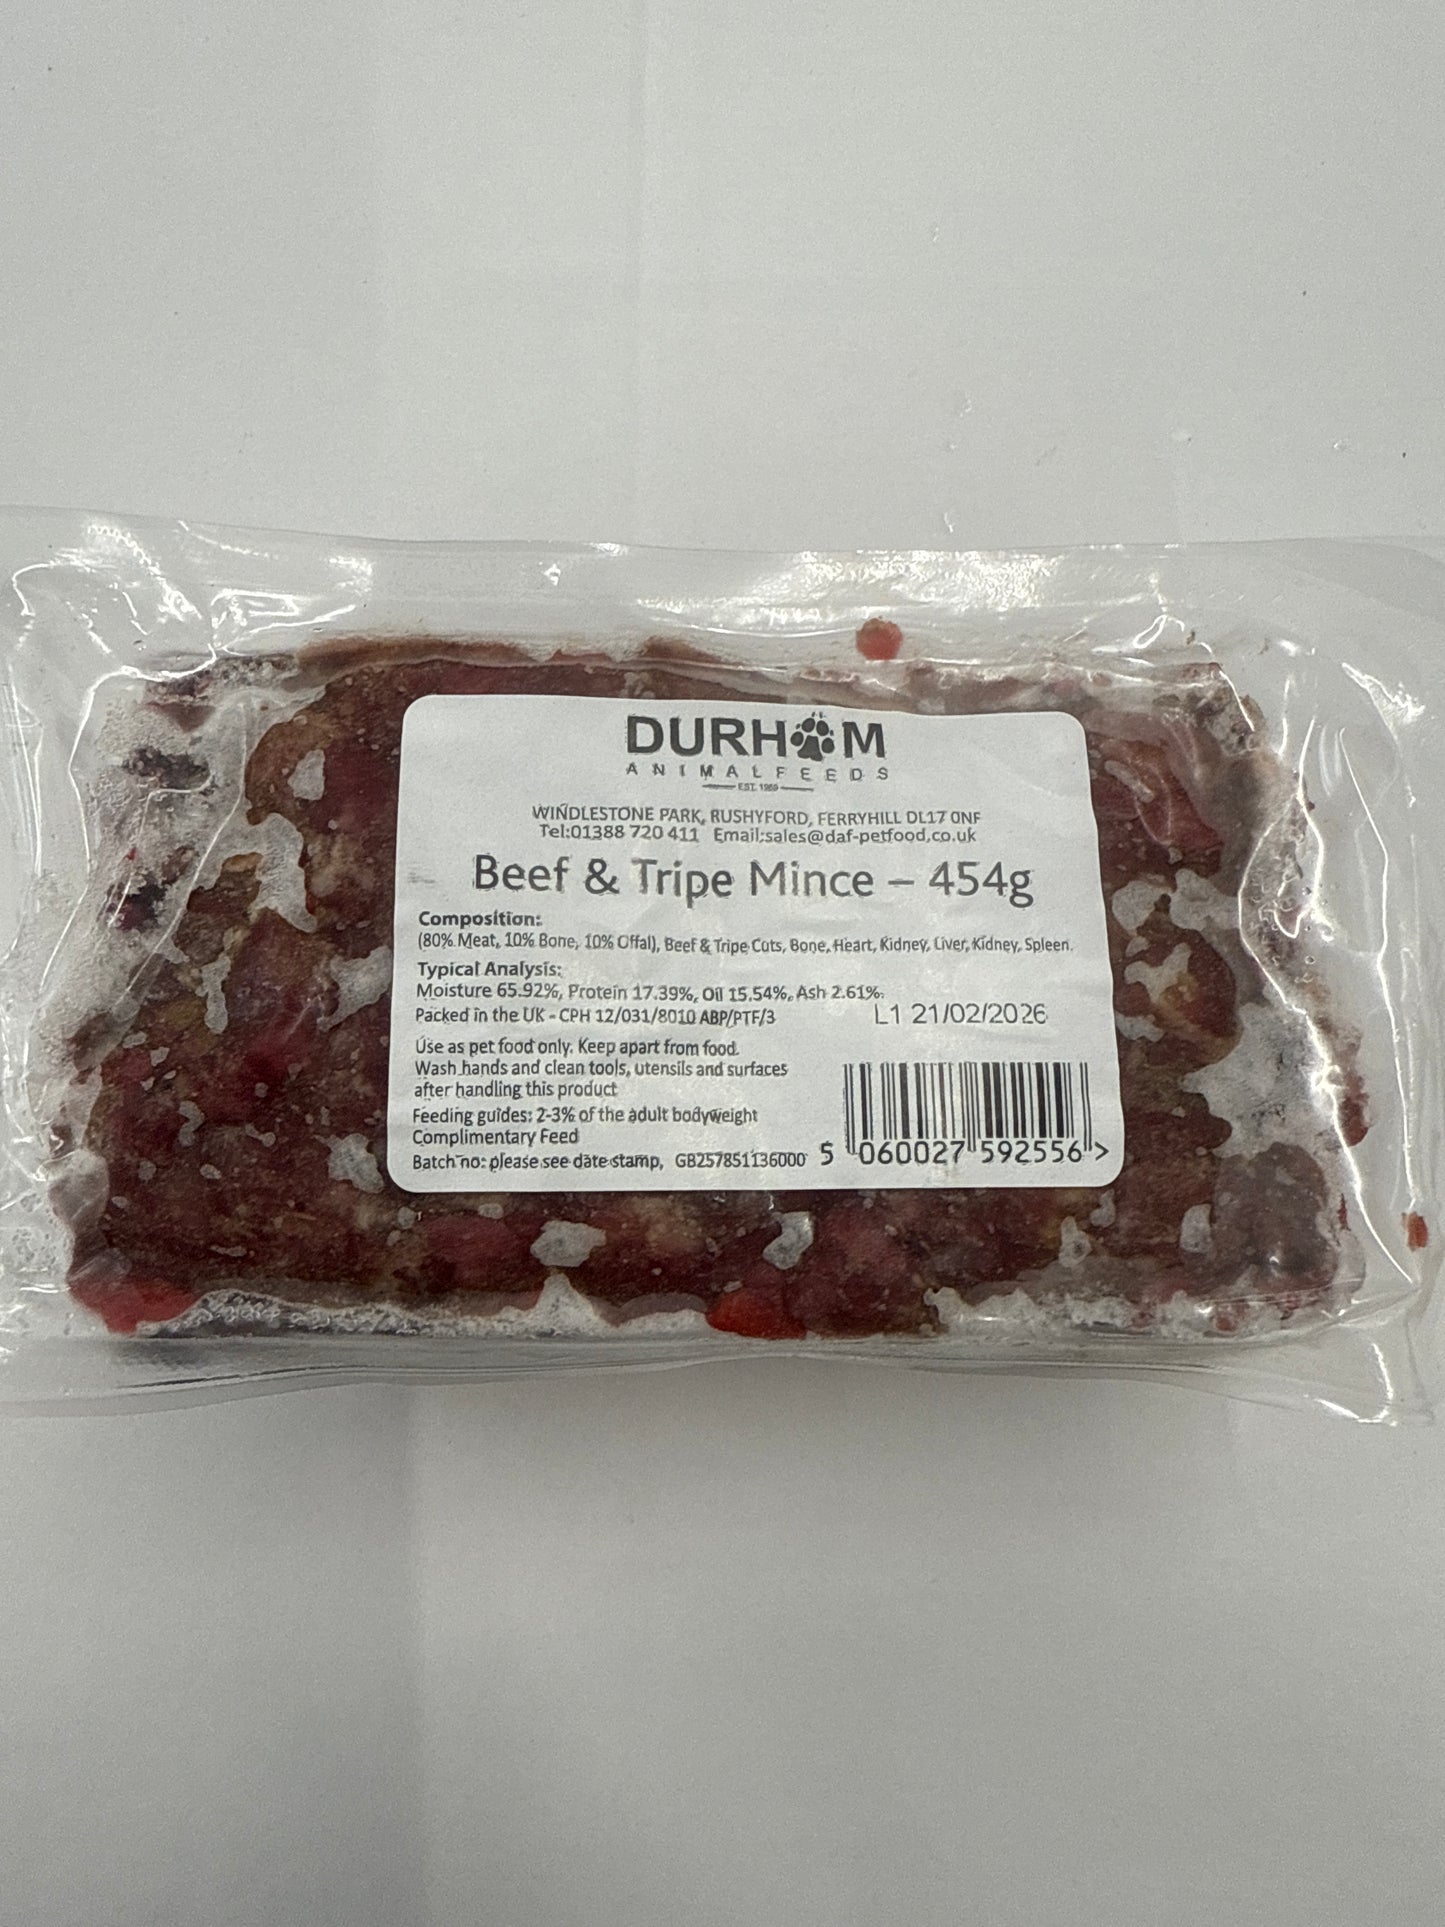 DURHAM
ANIMALFEEDS
EST. 1969
WINDLESTONE PARK, RUSHYFORD, FERRYHILL DL17 0NF
Tel:01388 720 411 Email:sales@daf-petfood.co.uk
Beef & Tripe Mince – 454g
Composition:
(80% Meat, 10% Bone, 10% Offal), Beef & Tripe Cuts, Bone, Heart, Kidney, Liver, Kidney, Spleen.
Typical Analysis:
Moisture 65.92%, Protein 17.39%, Oil 15.54%, Ash 2.61%.
Packed in the UK - CPH 12/031/8010 ABP/PTF/3
L1 21/02/2026
Use as pet food only. Keep apart from food.
Wash hands and clean tools, utensils and surfaces
after handling this product
Feeding guides: 2-3% of the adult bodyweight
Complimentary Feed
Batch no: please see date stamp, GB257851136000
5 060027 592556 >